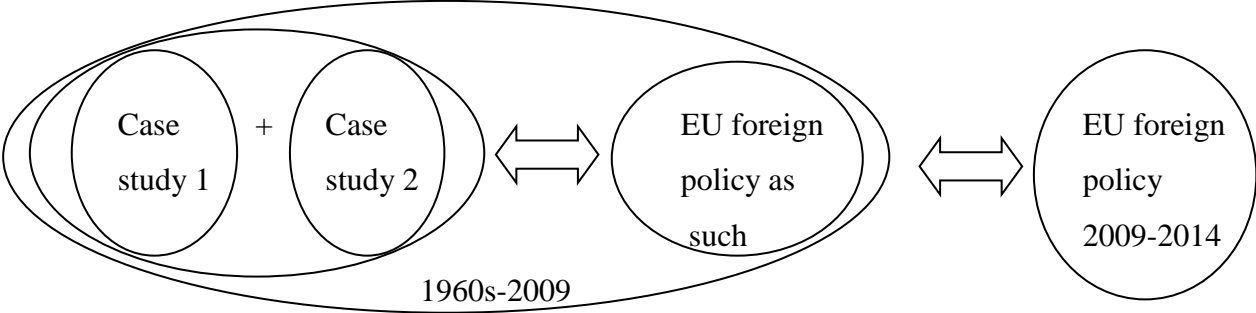 Case
study 1
+
Case
study 2
EU foreign
policy as
such
1960s-2009
EU foreign
policy
2009-2014